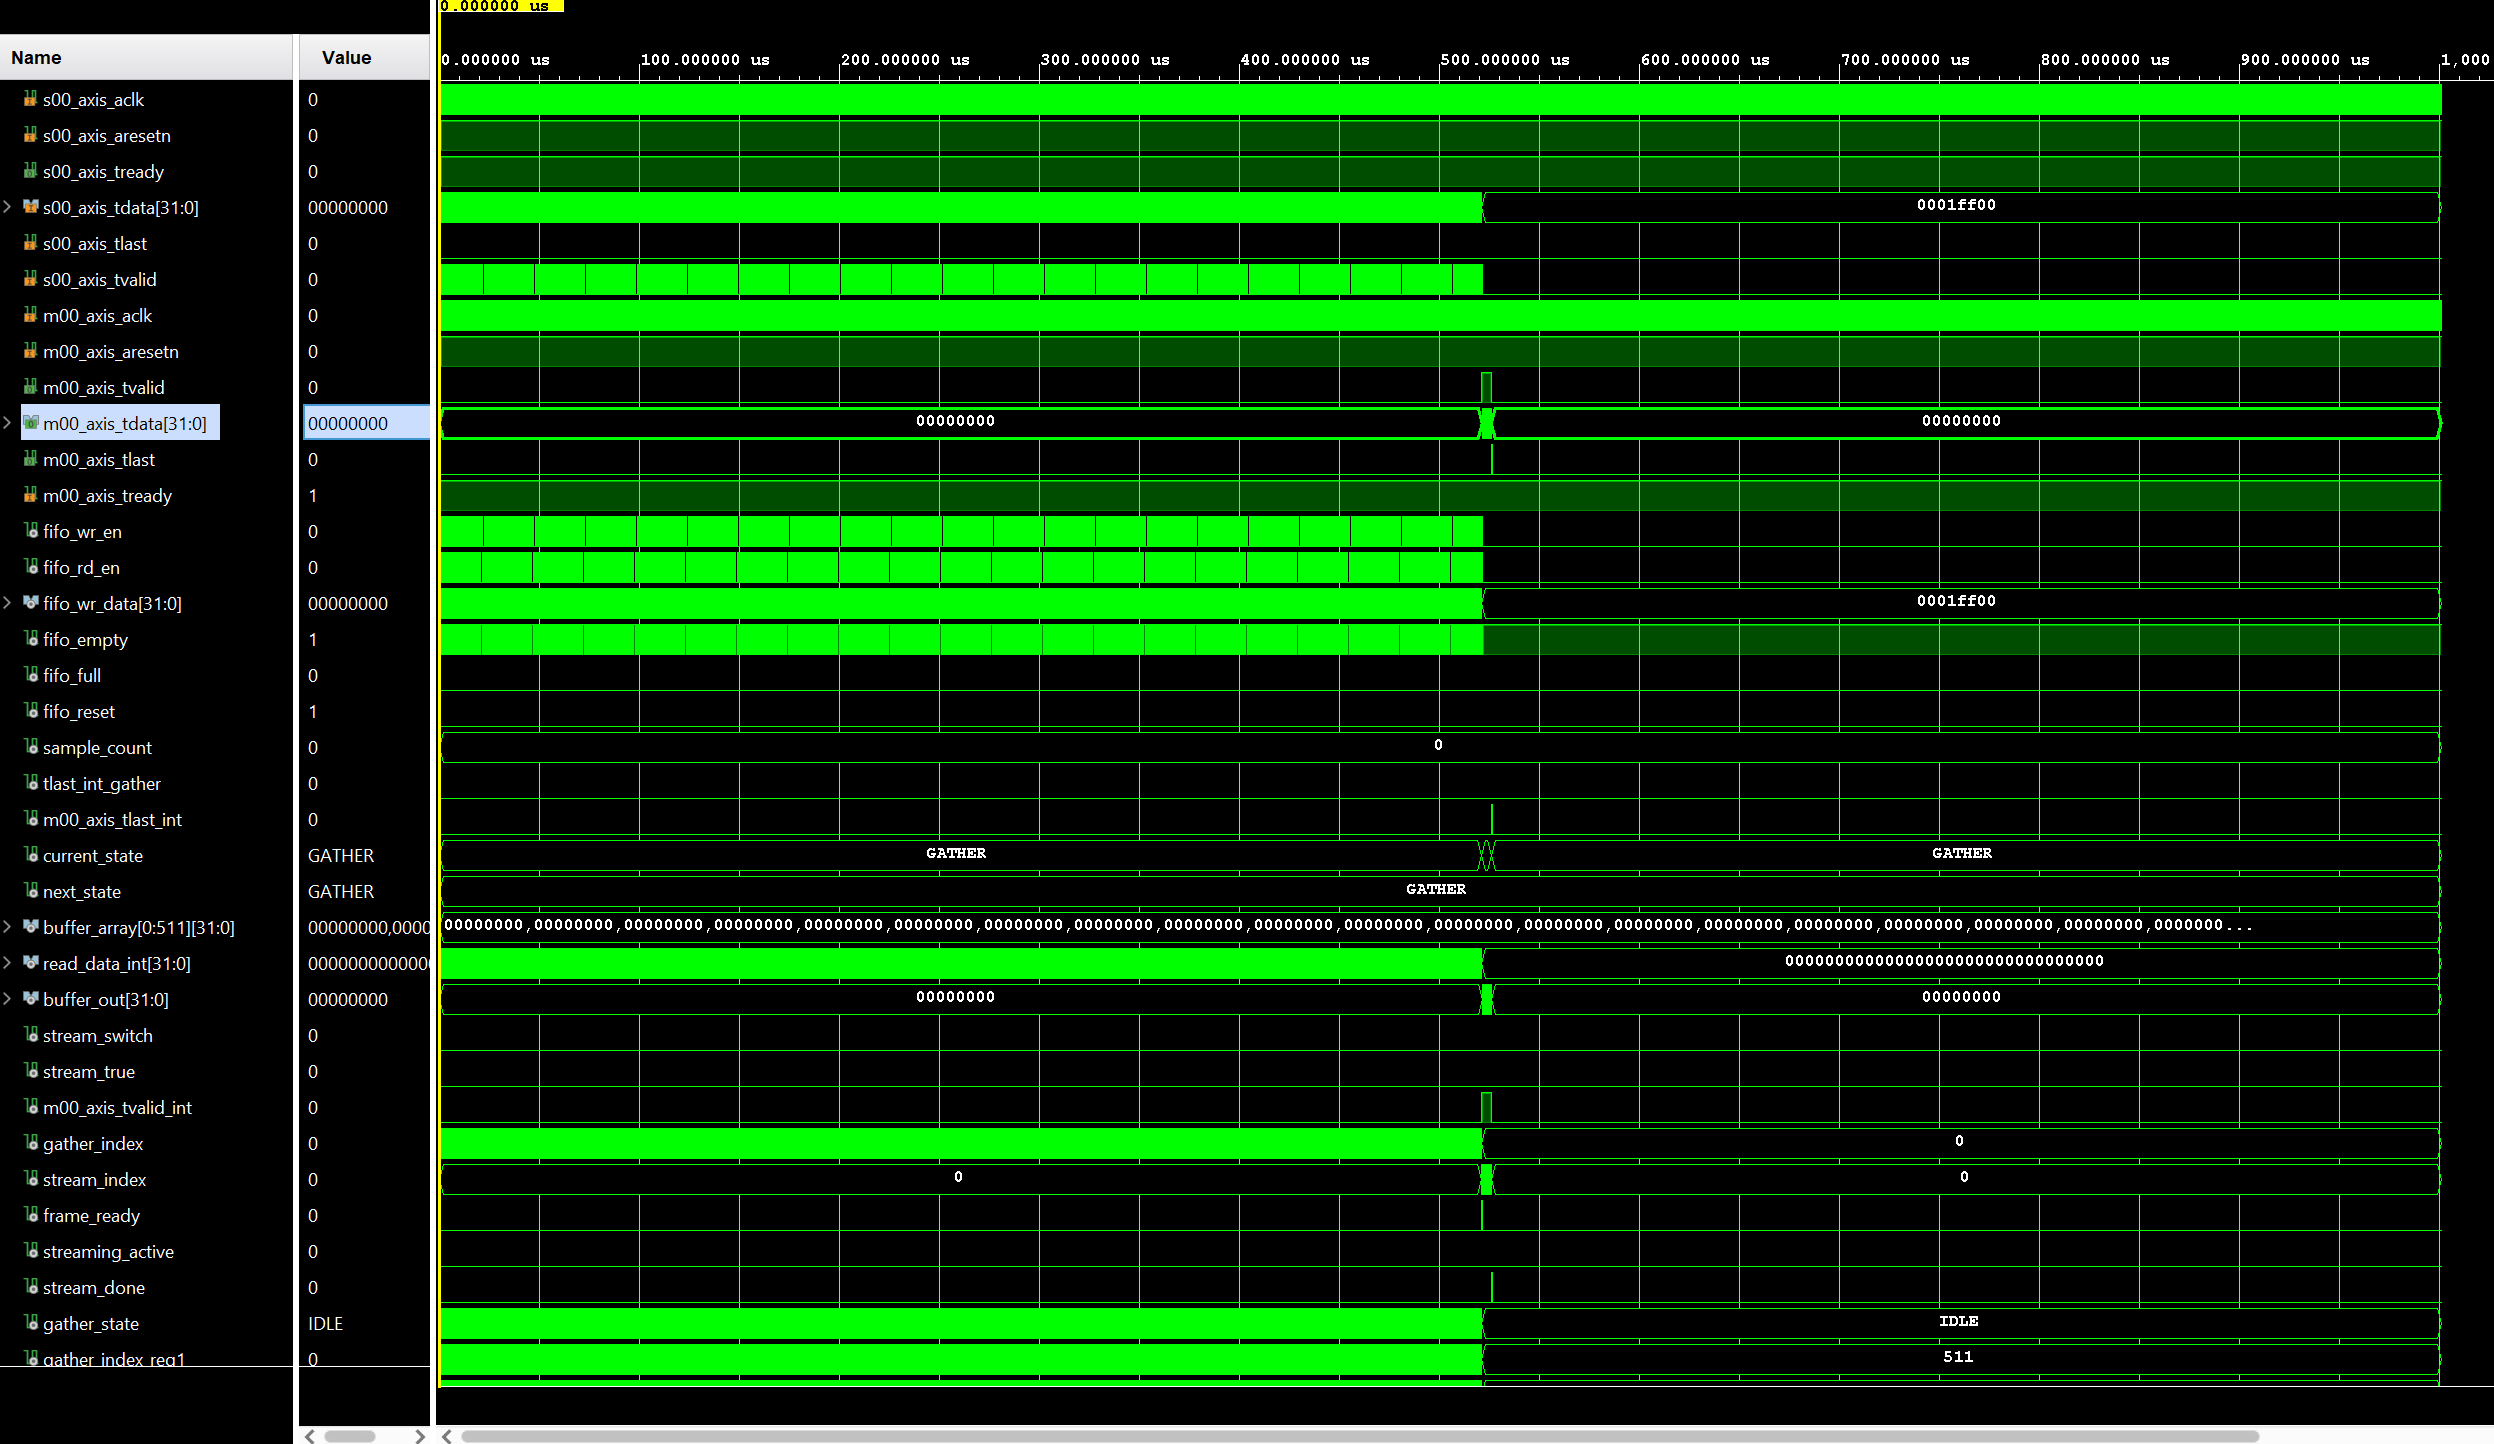 0.000000 us
Name Value 0.000000 us 100.000000 us 200.000000 us 300.000000 us 400.000000 us 500.000000 us 600.000000 us 700.000000 us 800.000000 us 900.000000 us 1,000
s00_axis_aclk 0
s00_axis_aresetn 0
s00_axis_tready 0
s00_axis_tdata[31:0] 00000000 0001ff00
s00_axis_tlast 0
s00_axis_tvalid 0
m00_axis_aclk 0
m00_axis_aresetn 0
m00_axis_tvalid 0
m00_axis_tdata[31:0] 00000000 00000000 00000000
m00_axis_tlast 0
m00_axis_tready 1
fifo_wr_en 0
fifo_rd_en 0
fifo_wr_data[31:0] 00000000 0001ff00
fifo_empty 1
fifo_full 0
fifo_reset 1
sample_count 0 0
tlast_int_gather 0
m00_axis_tlast_int 0
current_state GATHER GATHER GATHER
next_state GATHER GATHER
buffer_array[0:511][31:0] 00000000,0000 00000000,00000000,00000000,00000000,00000000,00000000,00000000,00000000,00000000,00000000,00000000,00000000,00000000,00000000,00000000,00000000,00000000,00000000,00000000,0000000...
read_data_int[31:0] 0000000000000 00000000000000000000000000000000
buffer_out[31:0] 00000000 00000000 00000000
stream_switch 0
stream_true 0
m00_axis_tvalid_int 0
gather_index 0 0
stream_index 0 0 0
frame_ready 0
streaming_active 0
stream_done 0
gather_state IDLE IDLE
gather_index_reg1 0 511